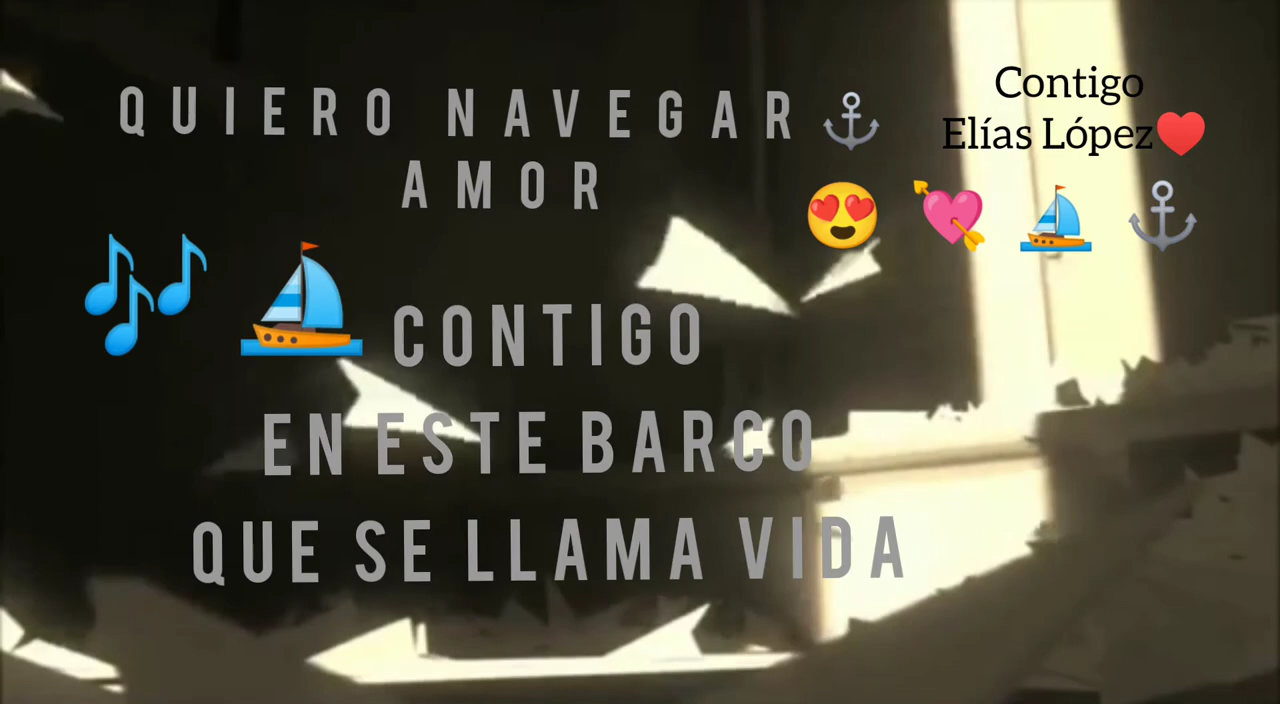 QUIERO NAVEGAR ⚓
AMOR
🎶 ⛵ CONTIGO
EN ESTE BARCO
QUE SE LLAMA VIDA
Contigo
Elías López❤️
😍 💘 ⛵ ⚓